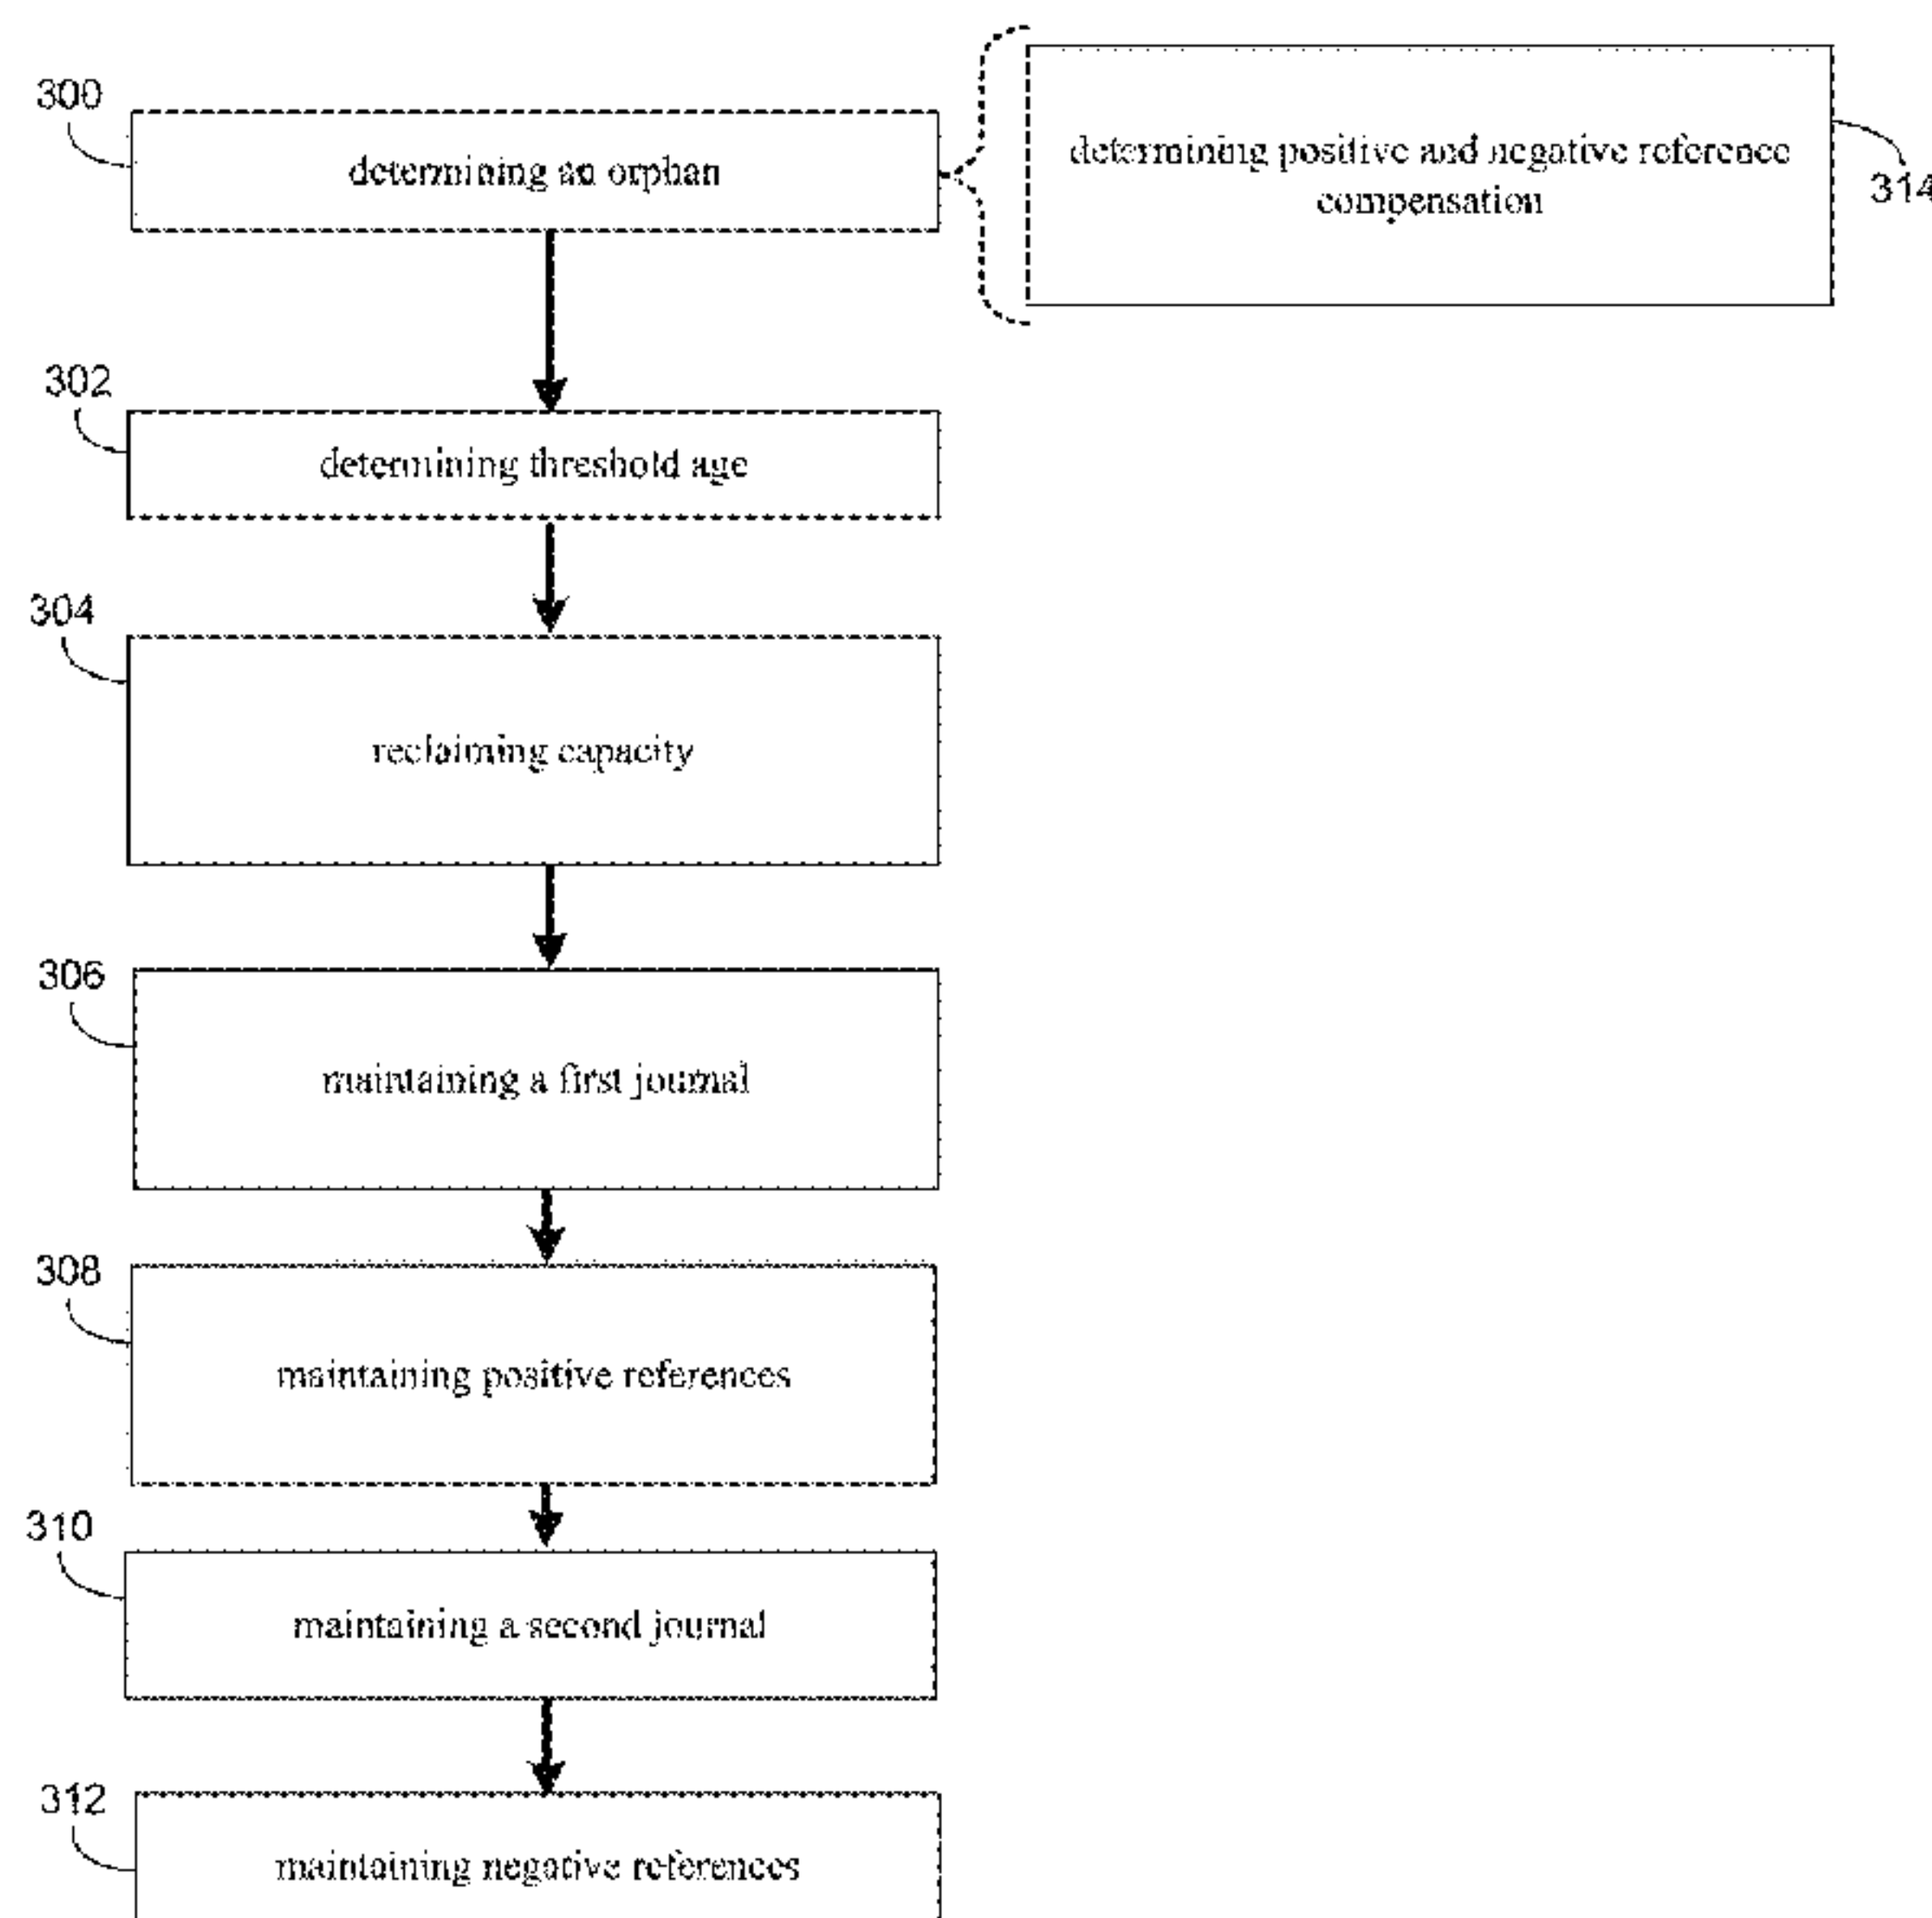 300
determining an orphan
determining positive and negative reference
compensation
314
302
determining threshold age
304
reclaiming capacity
306
maintaining a first journal
308
maintaining positive references
310
maintaining a second journal
312
maintaining negative references